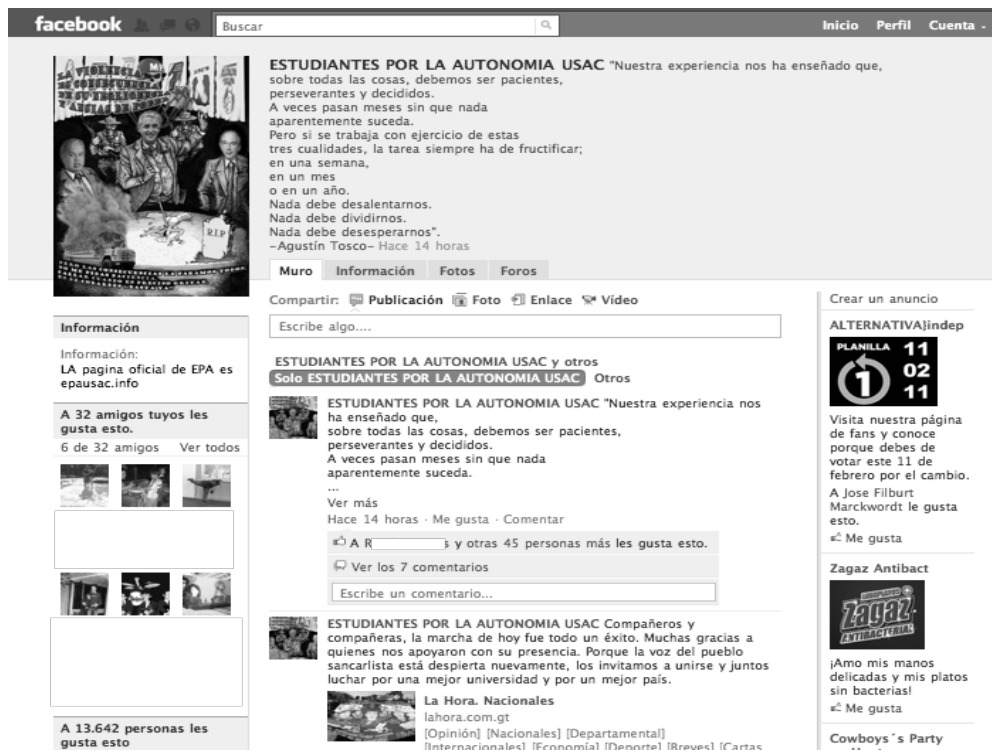 facebook
Buscar
Inicio Perfil Cuenta
LA VIOLENCIA
ES CONSECUENCIA
R.I.P
ESTUDIANTES POR LA AUTONOMIA USAC "Nuestra experiencia nos ha enseñado que,
sobre todas las cosas, debemos ser pacientes,
perseverantes y decididos.
A veces pasan meses sin que nada
aparentemente suceda.
Pero si se trabaja con ejercicio de estas
tres cualidades, la tarea siempre ha de fructificar;
en una semana,
en un mes
o en un año.
Nada debe desalentarnos.
Nada debe dividirnos.
Nada debe desesperarnos".
-Agustín Tosco- Hace 14 horas
Muro Información Fotos Foros
Compartir: Publicación Foto Enlace Vídeo
Escribe algo....
Información
Información:
LA pagina oficial de EPA es
epausac.info
A 32 amigos tuyos les
gusta esto.
6 de 32 amigos Ver todos
A 13.642 personas les
gusta esto
ESTUDIANTES POR LA AUTONOMIA USAC y otros
Solo ESTUDIANTES POR LA AUTONOMIA USAC Otros
ESTUDIANTES POR LA AUTONOMIA USAC "Nuestra experiencia nos
ha enseñado que,
sobre todas las cosas, debemos ser pacientes,
perseverantes y decididos.
A veces pasan meses sin que nada
aparentemente suceda.
...
Ver más
Hace 14 horas · Me gusta · Comentar
A R s y otras 45 personas más les gusta esto.
Ver los 7 comentarios
Escribe un comentario...
ESTUDIANTES POR LA AUTONOMIA USAC Compañeros y
compañeras, la marcha de hoy fue todo un éxito. Muchas gracias a
quienes nos apoyaron con su presencia. Porque la voz del pueblo
sancarlista está despierta nuevamente, los invitamos a unirse y juntos
luchar por una mejor universidad y por un mejor país.
La Hora. Nacionales
lahora.com.gt
[Opinión] [Nacionales] [Departamental]
[Internacionales] [Economía] [Deporte] [Breves] [Cartas
Crear un anuncio
ALTERNATIVA}indep
PLANILLA 11
1 02
11
Visita nuestra página
de fans y conoce
porque debes de
votar este 11 de
febrero por el cambio.
A Jose Filburt
Marckwordt le gusta
esto.
Me gusta
Zagaz Antibact
Zagaz
ANTIBACTERIAL
¡Amo mis manos
delicadas y mis platos
sin bacterias!
Me gusta
Cowboys´s Party